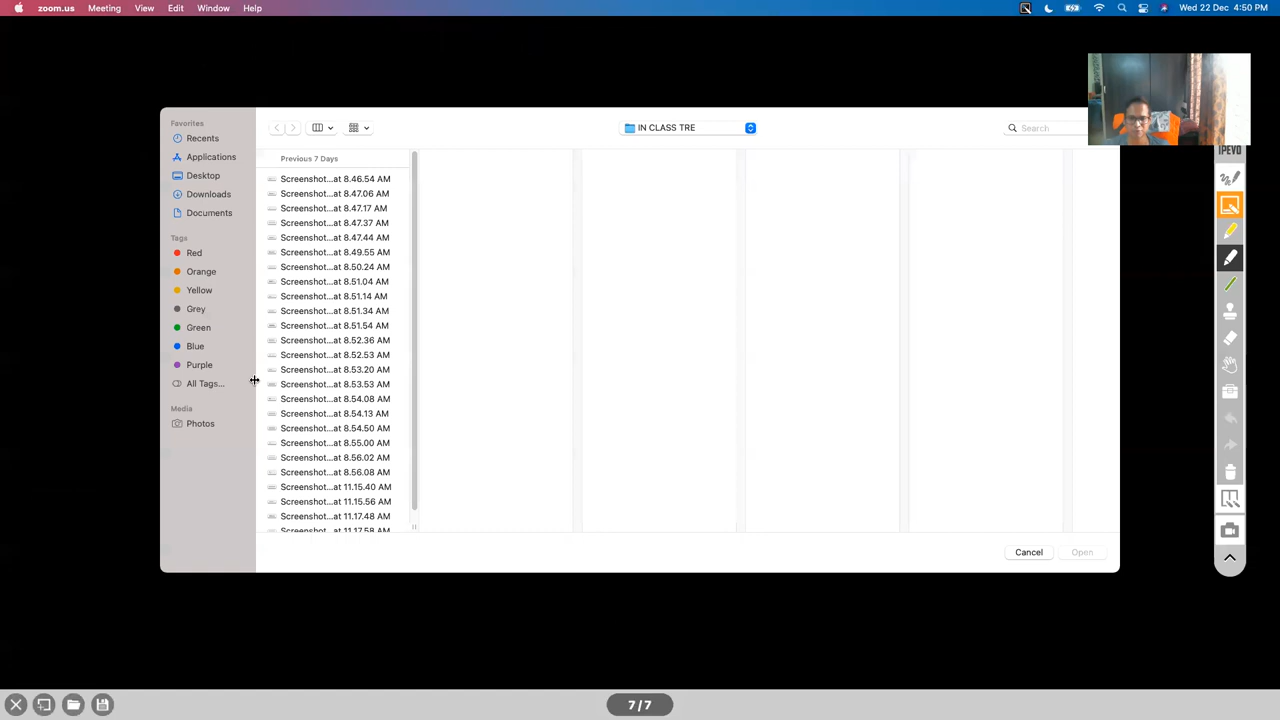 zoom.us Meeting View Edit Window Help Wed 22 Dec 4:50 PM
IN CLASS TRE
Search
Favorites
Recents
Applications
Desktop
Downloads
Documents
Tags
Red
Orange
Yellow
Grey
Green
Blue
Purple
All Tags...
Media
Photos
Previous 7 Days
Screenshot...at 8.46.54 AM
Screenshot...at 8.47.06 AM
Screenshot...at 8.47.17 AM
Screenshot...at 8.47.37 AM
Screenshot...at 8.47.44 AM
Screenshot...at 8.49.55 AM
Screenshot...at 8.50.24 AM
Screenshot...at 8.51.04 AM
Screenshot...at 8.51.14 AM
Screenshot...at 8.51.34 AM
Screenshot...at 8.51.54 AM
Screenshot...at 8.52.36 AM
Screenshot...at 8.52.53 AM
Screenshot...at 8.53.20 AM
Screenshot...at 8.53.53 AM
Screenshot...at 8.54.08 AM
Screenshot...at 8.54.13 AM
Screenshot...at 8.54.50 AM
Screenshot...at 8.55.00 AM
Screenshot...at 8.56.02 AM
Screenshot...at 8.56.08 AM
Screenshot...at 11.15.40 AM
Screenshot...at 11.15.56 AM
Screenshot...at 11.17.48 AM
Screenshot...at 11.17.58 AM
Cancel Open
IPEVO
7/7